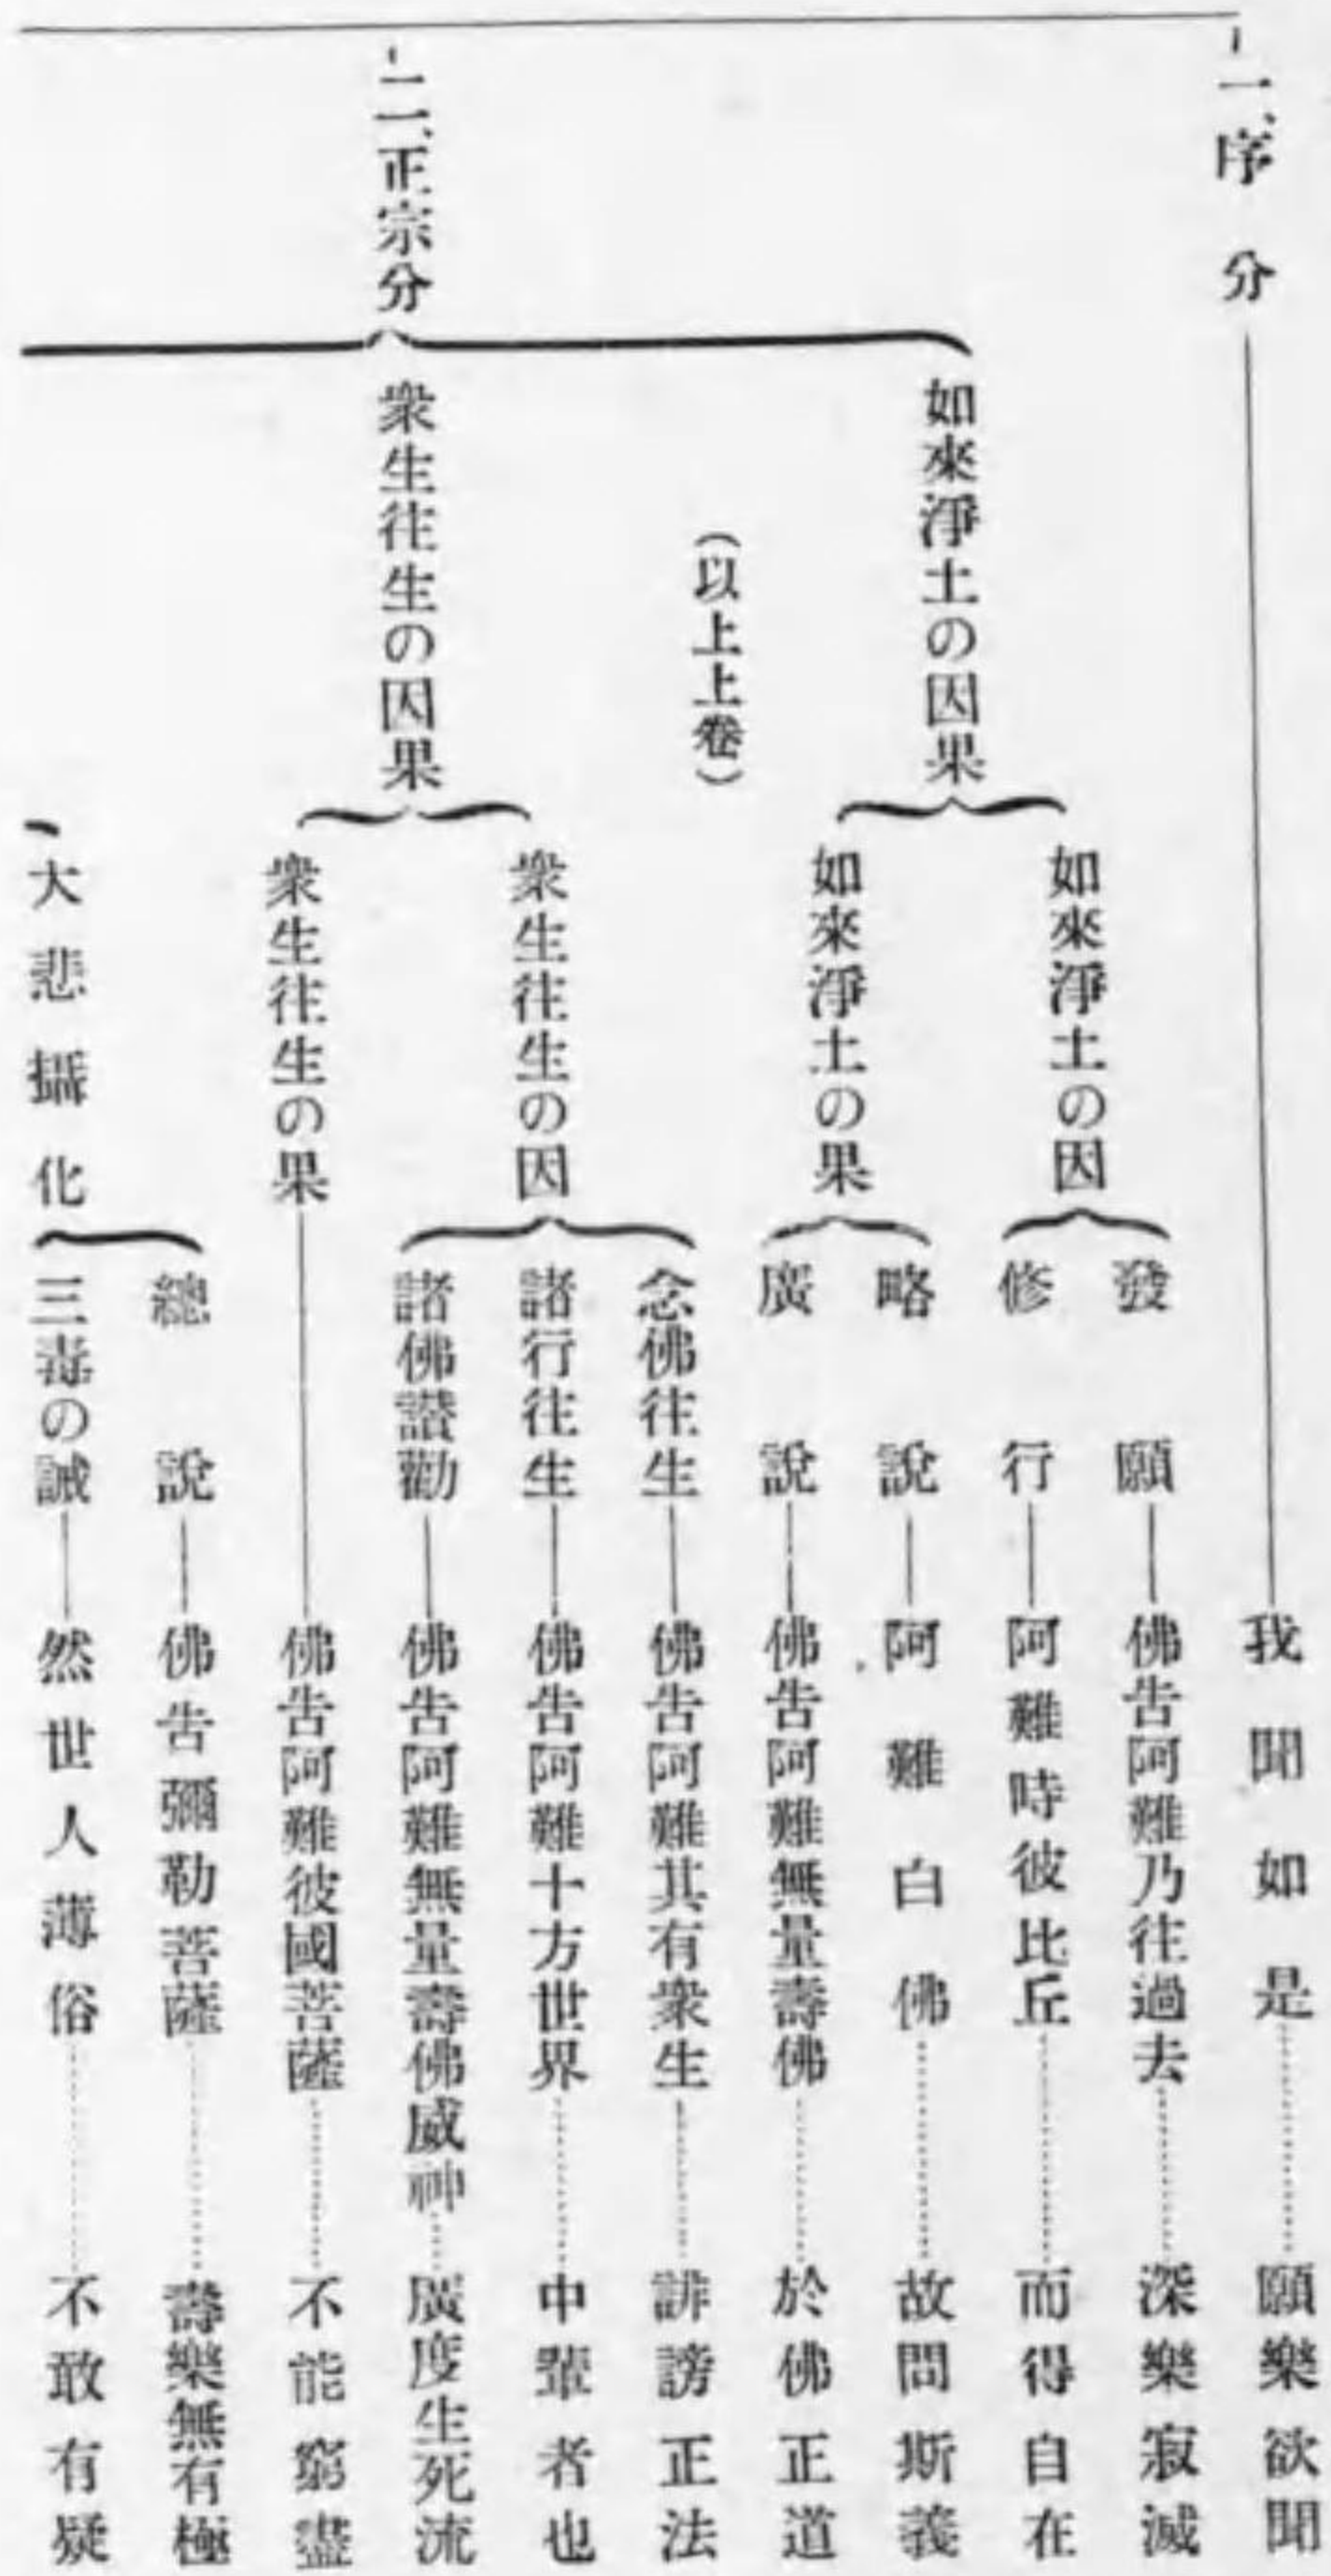 一、序分
我聞如是……願樂欲聞
二、正宗分
如來淨土の因果
如來淨土の因
發願
佛告阿難乃往過去……深樂寂滅
修行
阿難時彼比丘……而得自在
如來淨土の果
略說
阿難白佛……故問斯義
廣說
佛告阿難無量壽佛……於佛正道
(以上上卷)
衆生往生の因果
衆生往生の因
念佛往生
佛告阿難其有衆生……誹謗正法
諸行往生
佛告阿難十方世界……中輩者也
諸佛讃勸
佛告阿難無量壽佛威神……廣度生死流
衆生往生の果
佛告阿難彼國菩薩……不能窮盡
大悲攝化
總說
佛告彌勒菩薩……壽樂無有極
三毒の誡
然世人薄俗……不敢有疑